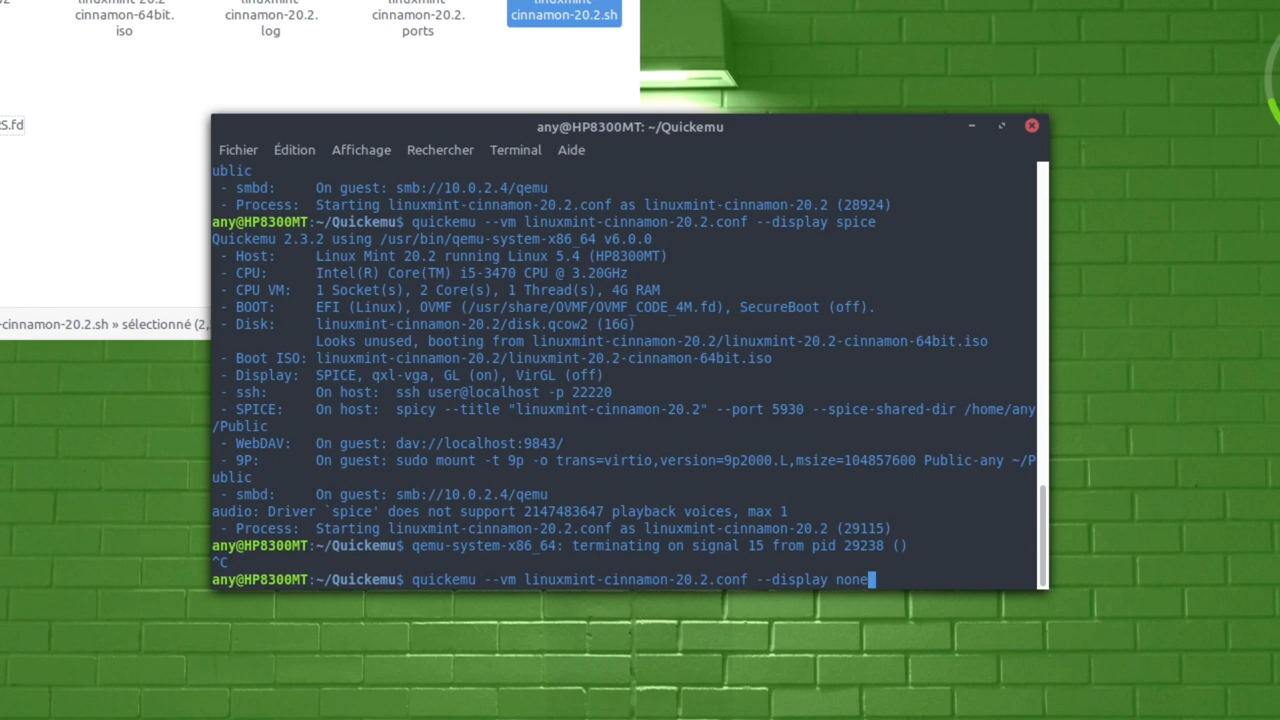 cinnamon-64bit.
iso
linuxmint-
cinnamon-20.2.
log
linuxmint-
cinnamon-20.2.
ports
linuxmint-
cinnamon-20.2.sh
S.fd
-cinnamon-20.2.sh » sélectionné (2,
any@HP8300MT: ~/Quickemu
Fichier Édition Affichage Rechercher Terminal Aide
ublic
- smbd: On guest: smb://10.0.2.4/qemu
- Process: Starting linuxmint-cinnamon-20.2.conf as linuxmint-cinnamon-20.2 (28924)
any@HP8300MT:~/Quickemu$ quickemu --vm linuxmint-cinnamon-20.2.conf --display spice
Quickemu 2.3.2 using /usr/bin/qemu-system-x86_64 v6.0.0
- Host: Linux Mint 20.2 running Linux 5.4 (HP8300MT)
- CPU: Intel(R) Core(TM) i5-3470 CPU @ 3.20GHz
- CPU VM: 1 Socket(s), 2 Core(s), 1 Thread(s), 4G RAM
- BOOT: EFI (Linux), OVMF (/usr/share/OVMF/OVMF_CODE_4M.fd), SecureBoot (off).
- Disk: linuxmint-cinnamon-20.2/disk.qcow2 (16G)
Looks unused, booting from linuxmint-cinnamon-20.2/linuxmint-20.2-cinnamon-64bit.iso
- Boot ISO: linuxmint-cinnamon-20.2/linuxmint-20.2-cinnamon-64bit.iso
- Display: SPICE, qxl-vga, GL (on), VirGL (off)
- ssh: On host: ssh user@localhost -p 22220
- SPICE: On host: spicy --title "linuxmint-cinnamon-20.2" --port 5930 --spice-shared-dir /home/any
/Public
- WebDAV: On guest: dav://localhost:9843/
- 9P: On guest: sudo mount -t 9p -o trans=virtio,version=9p2000.L,msize=104857600 Public-any ~/P
ublic
- smbd: On guest: smb://10.0.2.4/qemu
audio: Driver `spice' does not support 2147483647 playback voices, max 1
- Process: Starting linuxmint-cinnamon-20.2.conf as linuxmint-cinnamon-20.2 (29115)
any@HP8300MT:~/Quickemu$ qemu-system-x86_64: terminating on signal 15 from pid 29238 ()
^C
any@HP8300MT:~/Quickemu$ quickemu --vm linuxmint-cinnamon-20.2.conf --display none